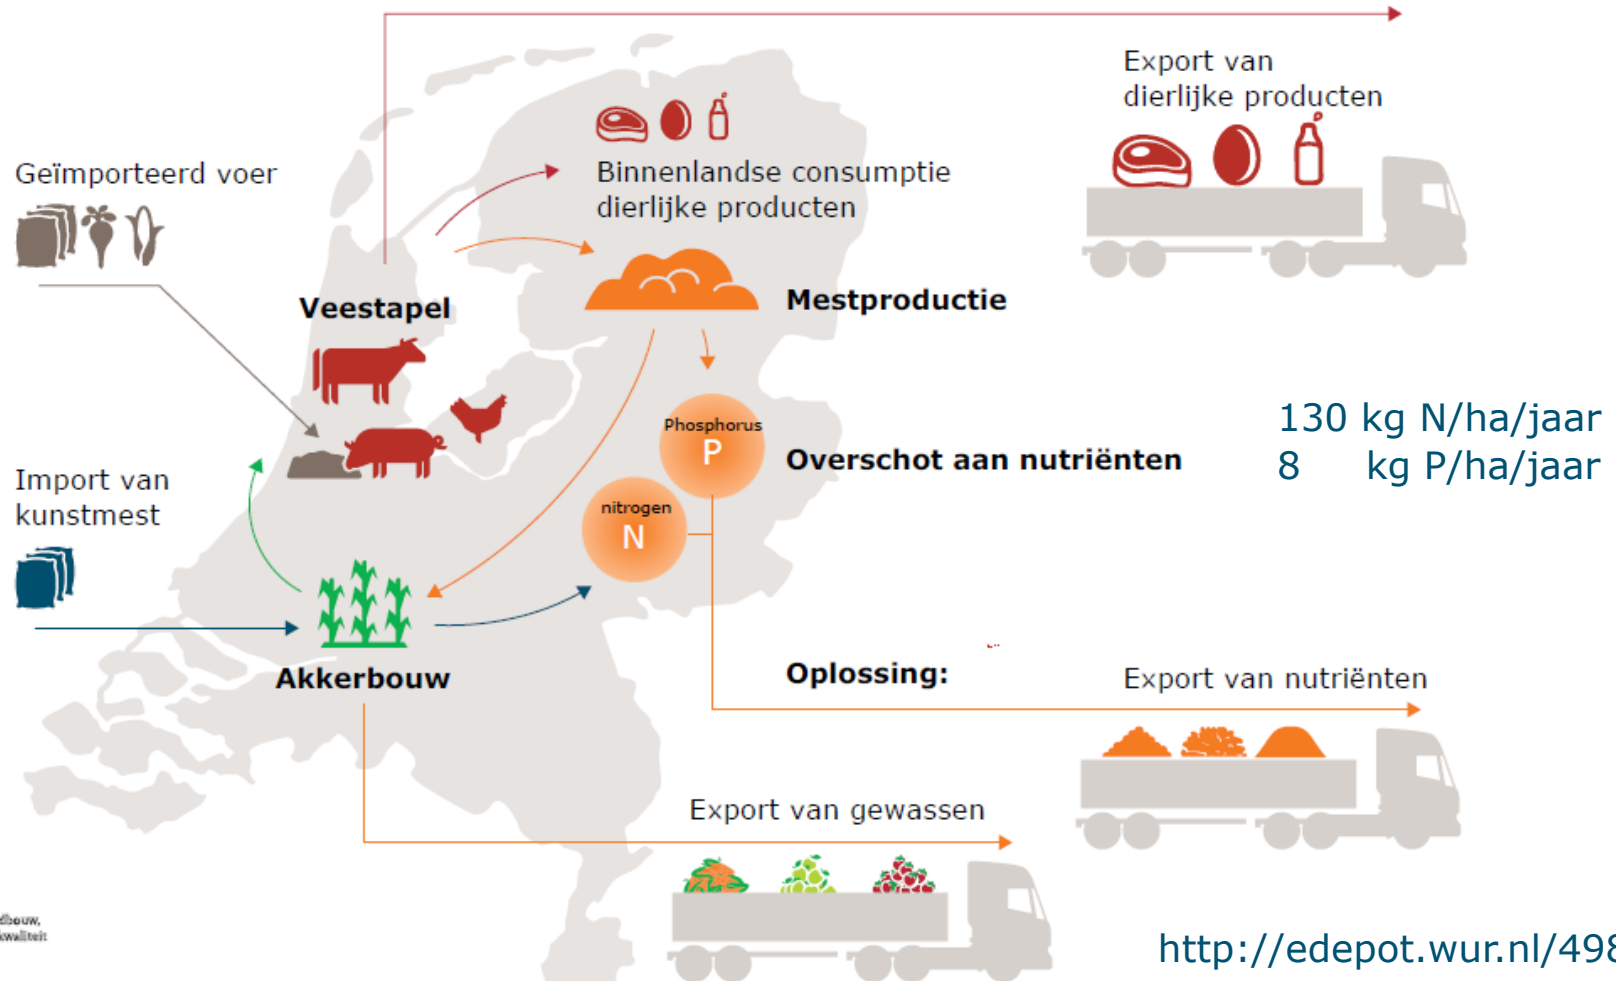 Export van
dierlijke producten
Binnenlandse consumptie
dierlijke producten
Geïmporteerd voer
Veestapel
Mestproductie
Phosphorus
P
Overschot aan nutriënten
130 kg N/ha/jaar
8 kg P/ha/jaar
Import van
kunstmest
nitrogen
N
Akkerbouw
Oplossing:
Export van nutriënten
Export van gewassen
dbouw,
kwaliteit
http://edepot.wur.nl/498